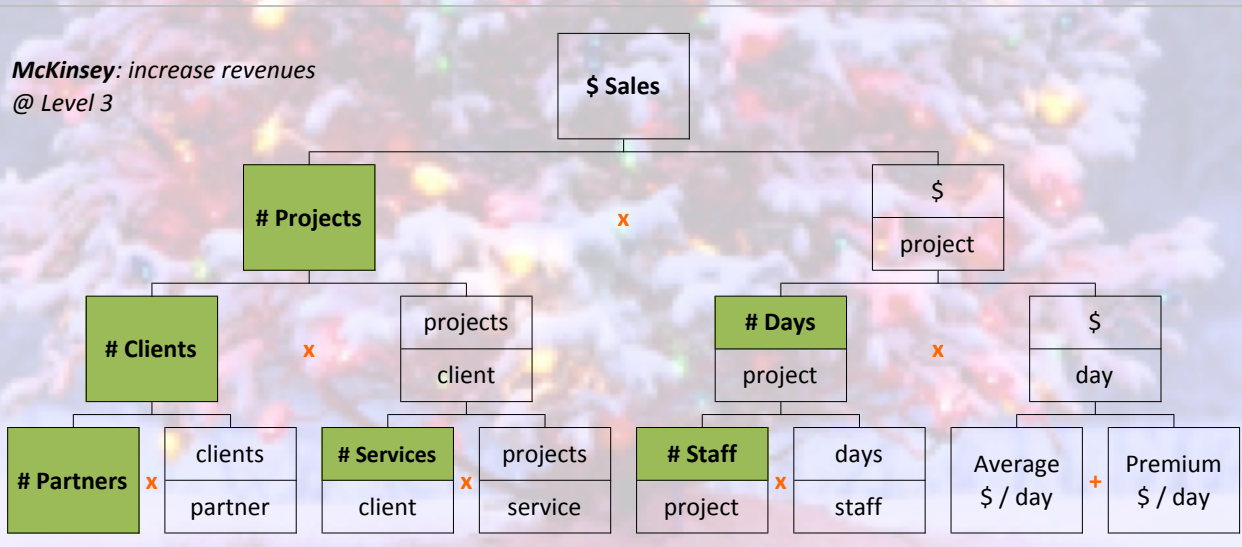 McKinsey: increase revenues
@ Level 3
$ Sales
# Projects
x
$
project
# Clients
x
projects
client
# Days
project
x
$
day
# Partners
x
clients
partner
# Services
client
x
projects
service
# Staff
project
x
days
staff
Average
$ / day
+
Premium
$ / day